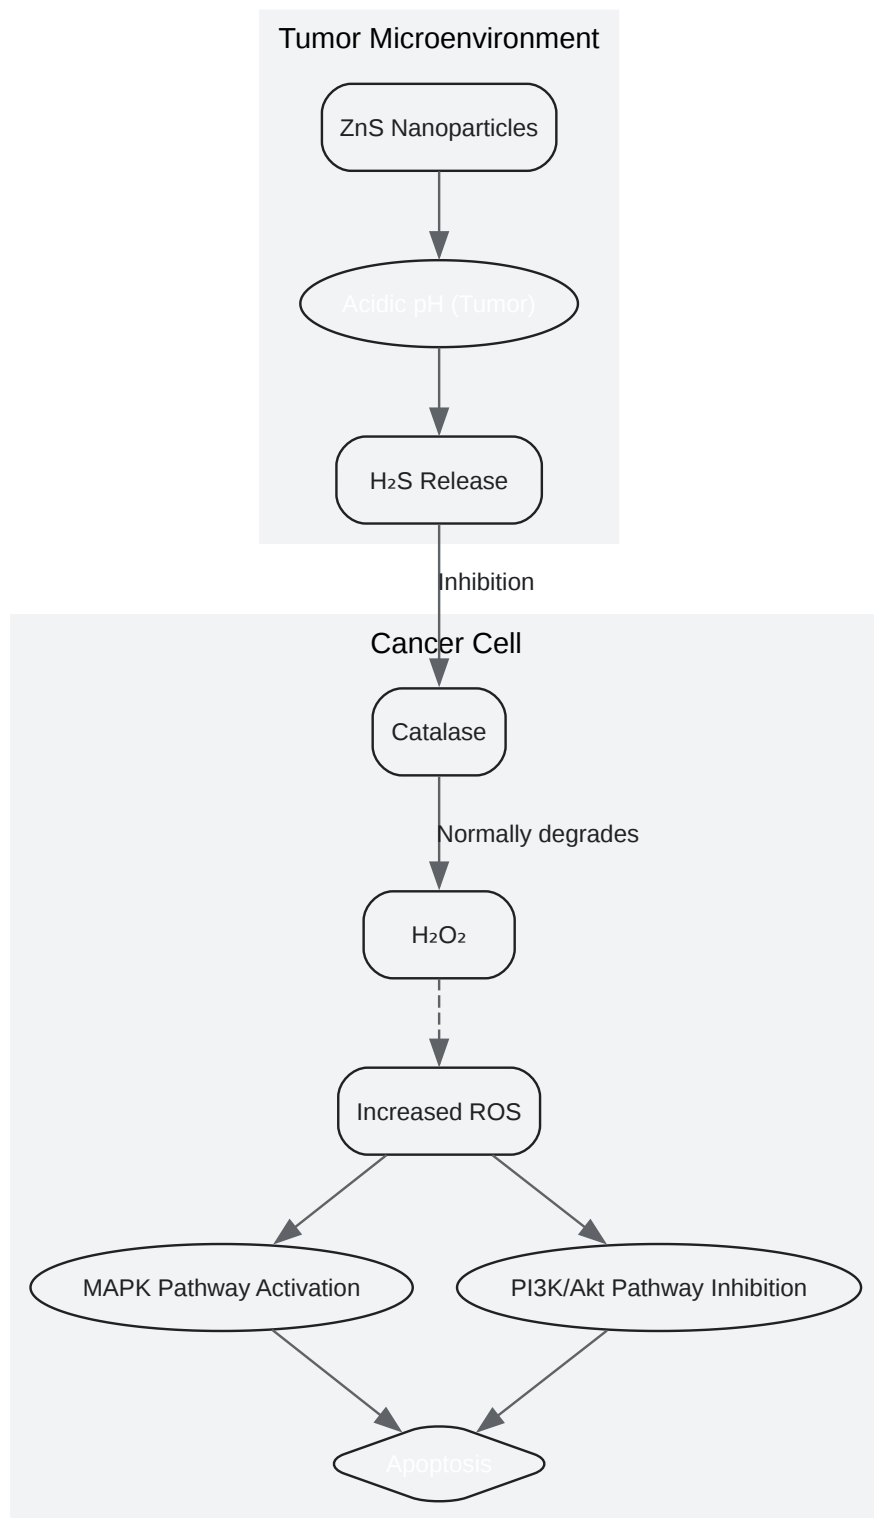 Tumor Microenvironment
ZnS Nanoparticles
Acidic pH (Tumor)
H₂S Release
Inhibition
Cancer Cell
Catalase
Normally degrades
H₂O₂
Increased ROS
MAPK Pathway Activation
PI3K/Akt Pathway Inhibition
Apoptosis